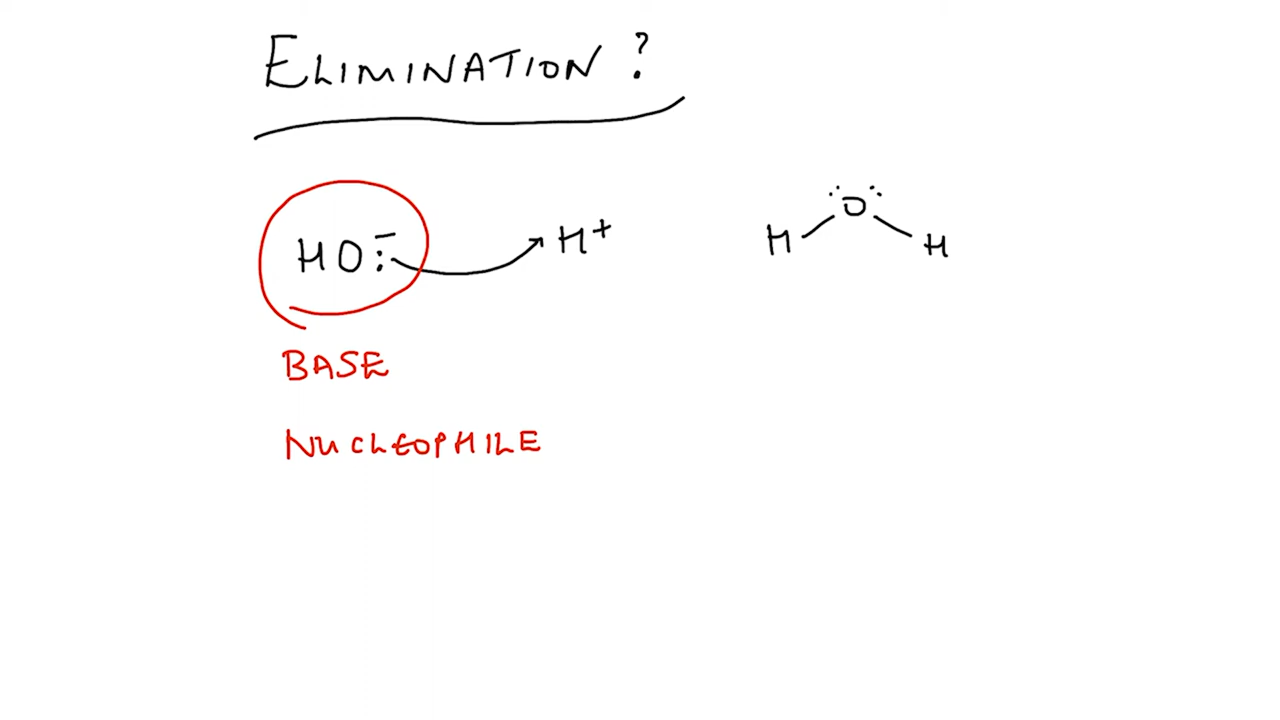 ELIMINATION?
HO:⁻ H+
O
H H
BASE
NUCLEOPHILE